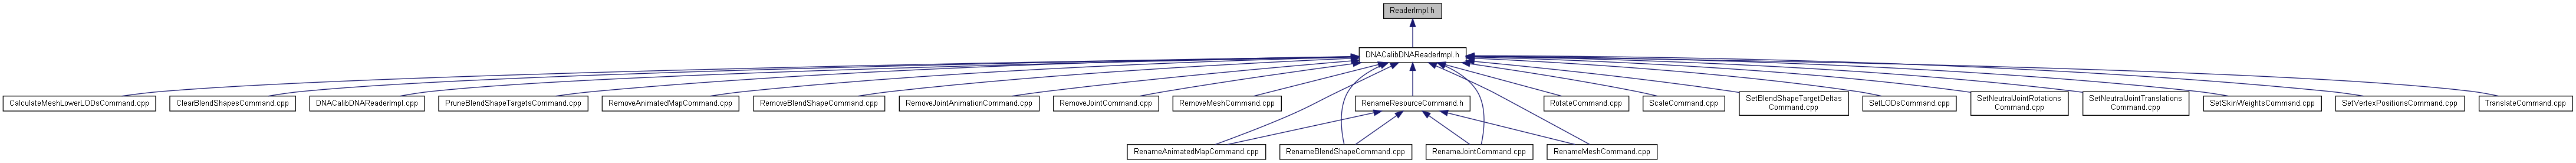 ReaderImpl.h
DNACalibDNAReaderImpl.h
CalculateMeshLowerLODsCommand.cpp
ClearBlendShapesCommand.cpp
DNACalibDNAReaderImpl.cpp
PruneBlendShapeTargetsCommand.cpp
RemoveAnimatedMapCommand.cpp
RemoveBlendShapeCommand.cpp
RemoveJointAnimationCommand.cpp
RemoveJointCommand.cpp
RemoveMeshCommand.cpp
RenameResourceCommand.h
RotateCommand.cpp
ScaleCommand.cpp
SetBlendShapeTargetDeltas
Command.cpp
SetLODsCommand.cpp
SetNeutralJointRotations
Command.cpp
SetNeutralJointTranslations
Command.cpp
SetSkinWeightsCommand.cpp
SetVertexPositionsCommand.cpp
TranslateCommand.cpp
RenameAnimatedMapCommand.cpp
RenameBlendShapeCommand.cpp
RenameJointCommand.cpp
RenameMeshCommand.cpp